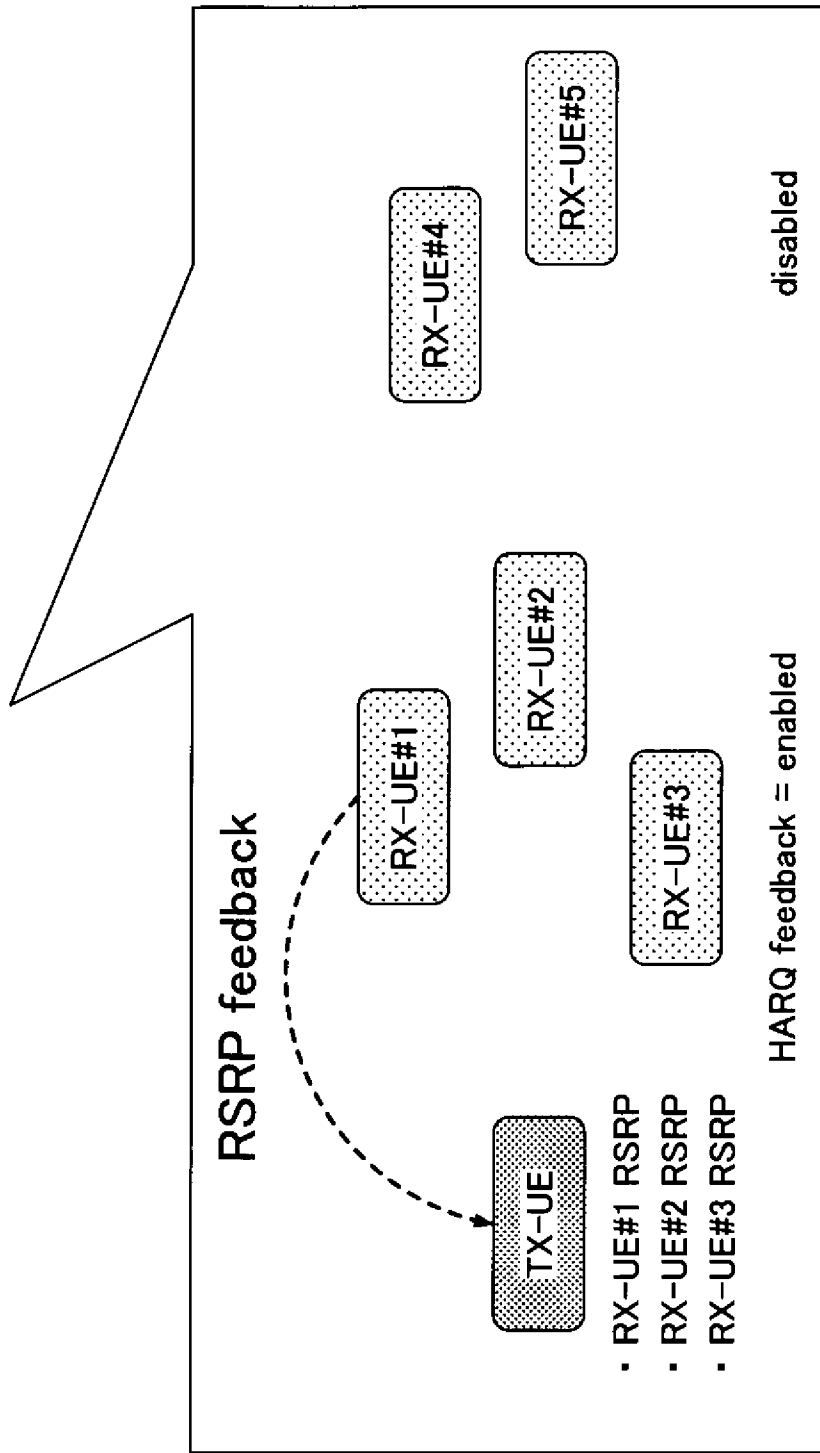 RSRP feedback
RX-UE#1
RX-UE#4
TX-UE
RX-UE#2
RX-UE#5
RX-UE#3
・RX-UE#1 RSRP
・RX-UE#2 RSRP
・RX-UE#3 RSRP
HARQ feedback = enabled
disabled